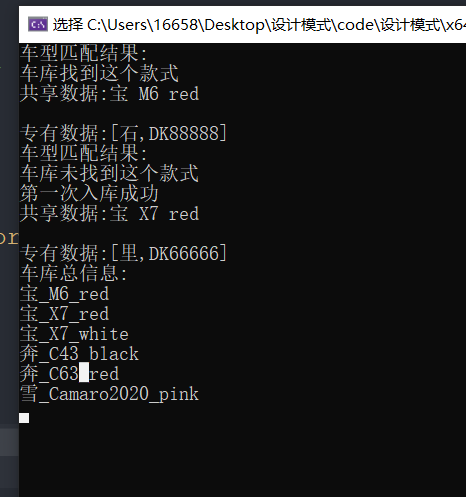 选择 C:\Users\16658\Desktop\设计模式\code\设计模式\x64
车型匹配结果:
车库找到这个款式
共享数据:宝 M6 red
专有数据:[石,DK88888]
车型匹配结果:
车库未找到这个款式
第一次入库成功
共享数据:宝 X7 red
专有数据:[里,DK66666]
车库总信息:
宝_M6_red
宝_X7_red
宝_X7_white
奔_C43_black
奔_C63 red
雪_Camaro2020_pink
or